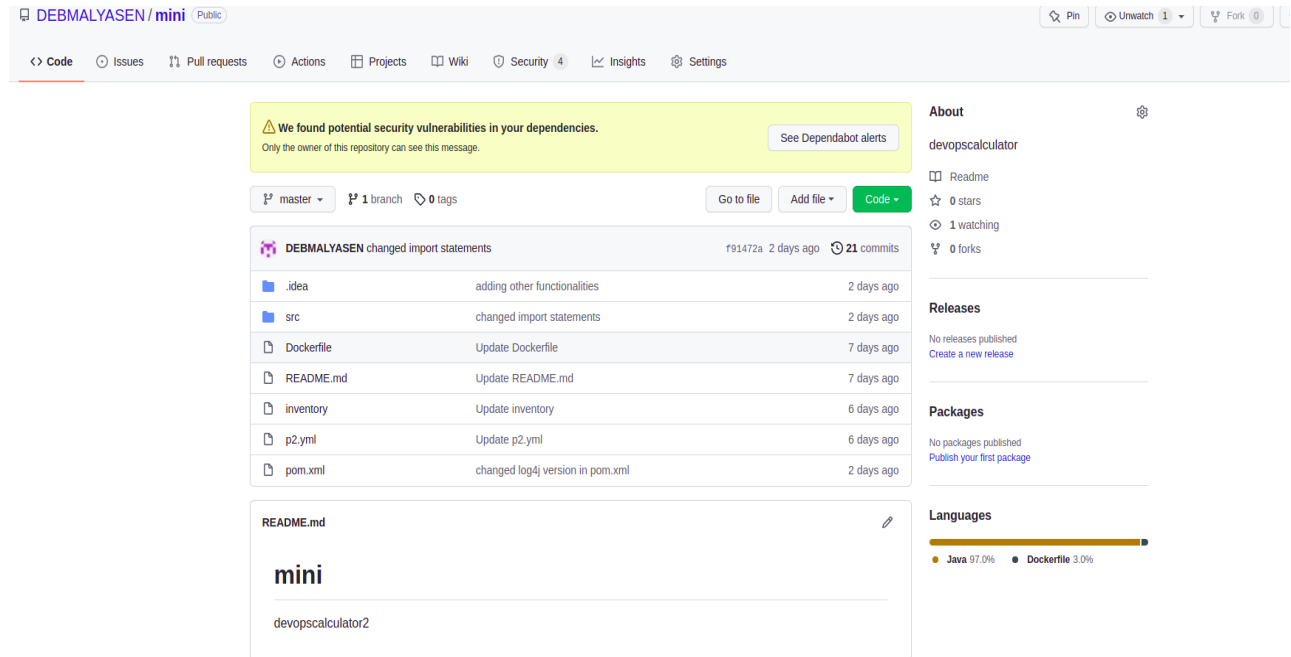 DEBMALYASEN / mini Public
Pin Unwatch 1 Fork 0
Code Issues Pull requests Actions Projects Wiki Security 4 Insights Settings
We found potential security vulnerabilities in your dependencies.
Only the owner of this repository can see this message.
See Dependabot alerts
master 1 branch 0 tags Go to file Add file Code
DEBMALYASEN changed import statements f91472a 2 days ago 21 commits
.idea adding other functionalities 2 days ago
src changed import statements 2 days ago
Dockerfile Update Dockerfile 7 days ago
README.md Update README.md 7 days ago
inventory Update inventory 6 days ago
p2.yml Update p2.yml 6 days ago
pom.xml changed log4j version in pom.xml 2 days ago
README.md
mini
devopscalculator2
About
devopscalculator
Readme
0 stars
1 watching
0 forks
Releases
No releases published
Create a new release
Packages
No packages published
Publish your first package
Languages
Java 97.0% Dockerfile 3.0%